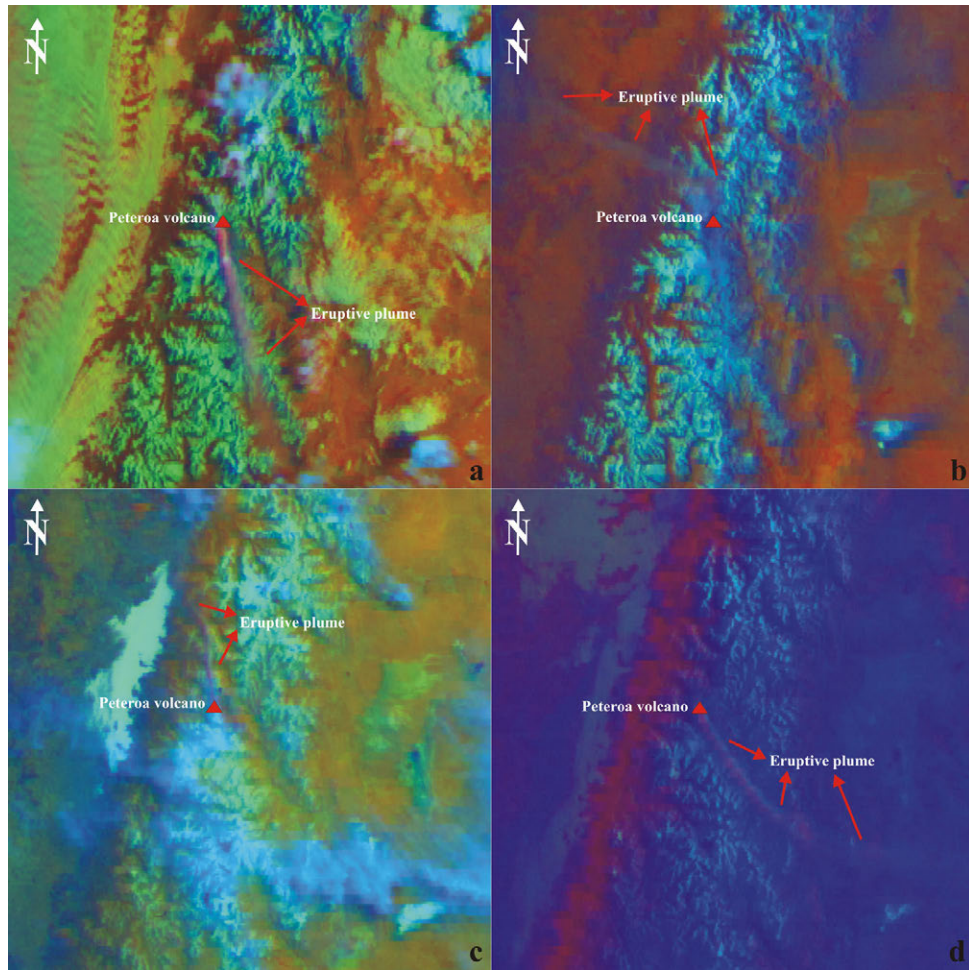 N
Peteroa volcano
Eruptive plume
a
N
Eruptive plume
Peteroa volcano
b
N
Eruptive plume
Peteroa volcano
c
N
Peteroa volcano
Eruptive plume
d